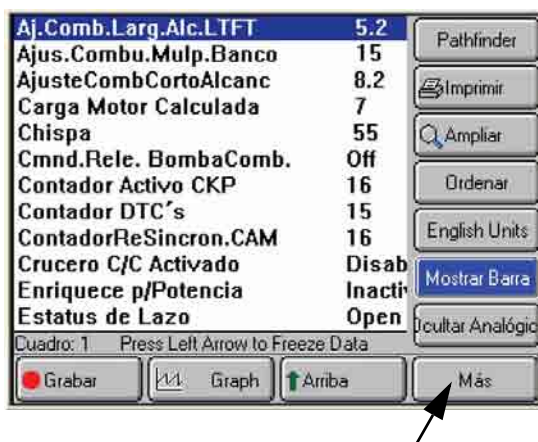 Aj.Comb.Larg.Alc.LTFT 5.2
Ajus.Combu.Mulp.Banco 15
AjusteCombCortoAlcanc 8.2
Carga Motor Calculada 7
Chispa 55
Cmnd.Rele. BombaComb. Off
Contador Activo CKP 16
Contador DTC´s 15
ContadorReSincron.CAM 16
Crucero C/C Activado Disab
Enriquece p/Potencia Inactiv
Estatus de Lazo Open
Cuadro: 1 Press Left Arrow to Freeze Data
Pathfinder
Imprimir
Ampliar
Ordenar
English Units
Mostrar Barra
Ocultar Analógic
Grabar
Graph
Arriba
Más